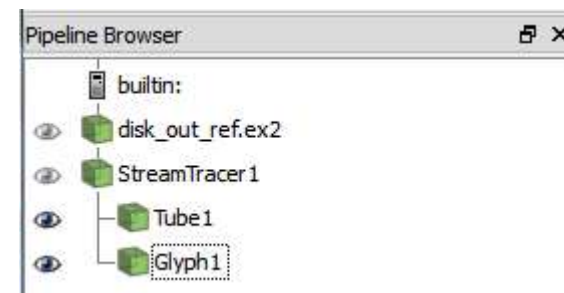 Pipeline Browser
builtin:
disk_out_ref.ex2
StreamTracer1
Tube1
Glyph1